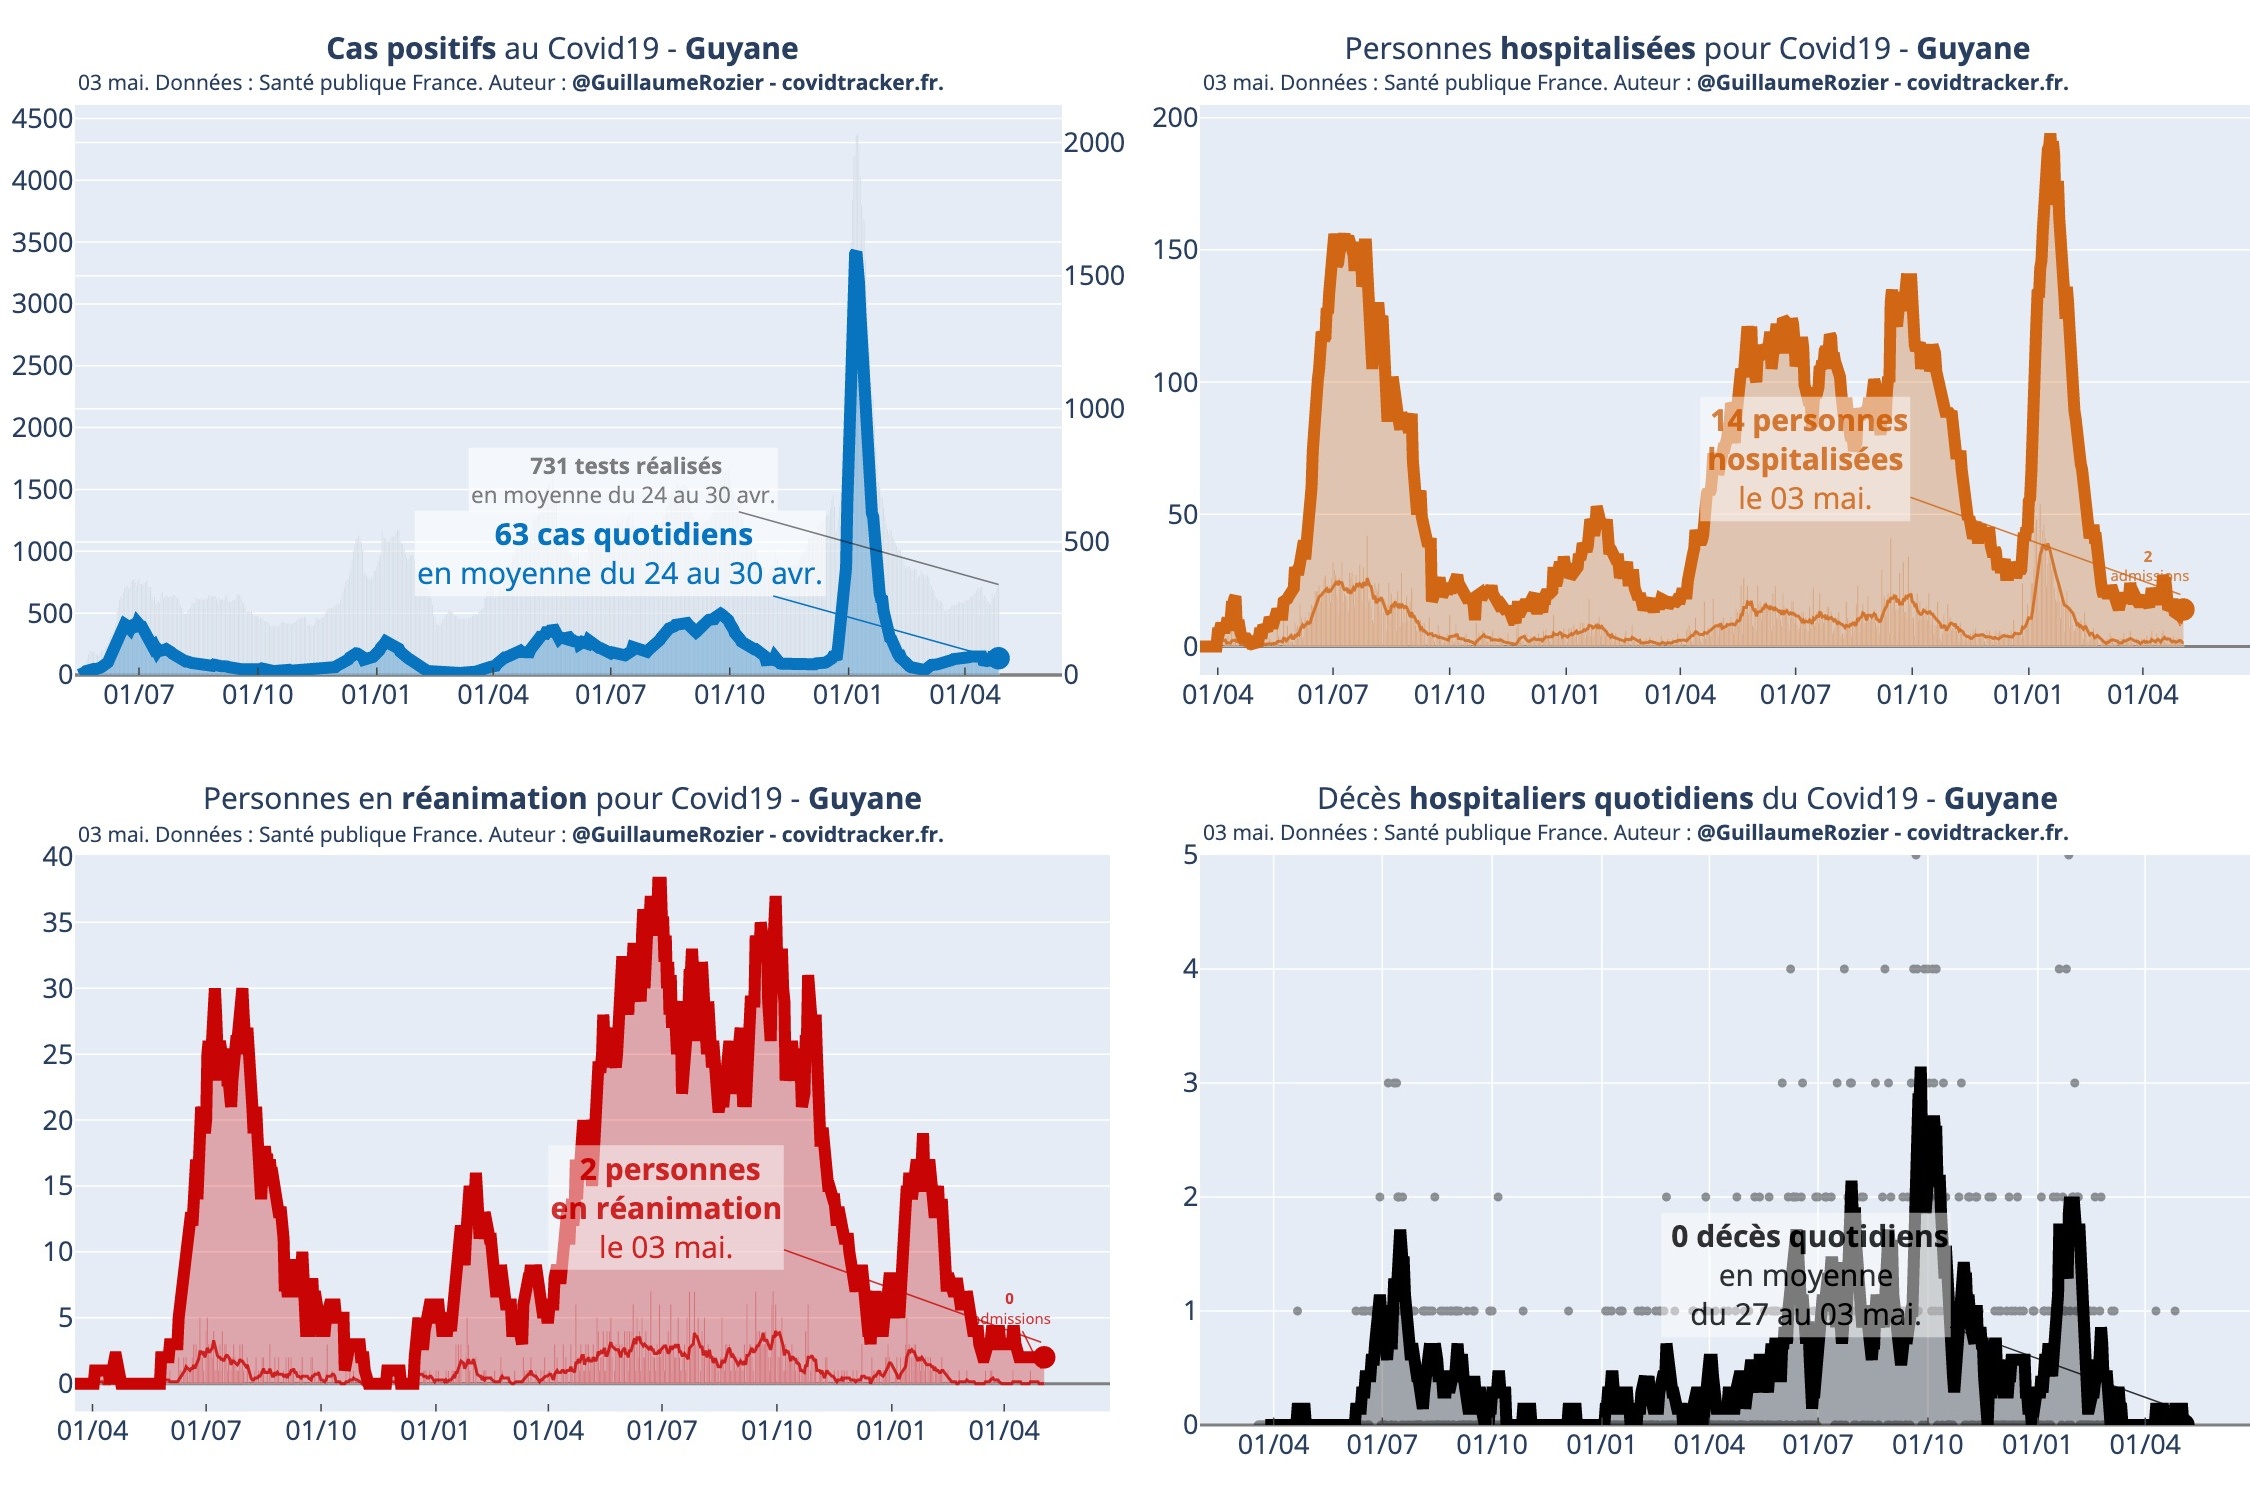 Cas positifs au Covid19 - Guyane
03 mai. Données : Santé publique France. Auteur : @GuillaumeRozier - covidtracker.fr.
4500
4000
3500
3000
2500
2000
1500
1000
500
0
2000
1500
1000
500
0
731 tests réalisés
en moyenne du 24 au 30 avr.
63 cas quotidiens
en moyenne du 24 au 30 avr.
01/07 01/10 01/01 01/04 01/07 01/10 01/01 01/04
Personnes hospitalisées pour Covid19 - Guyane
03 mai. Données : Santé publique France. Auteur : @GuillaumeRozier - covidtracker.fr.
200
150
100
50
0
14 personnes
hospitalisées
le 03 mai.
2
admissions
01/04 01/07 01/10 01/01 01/04 01/07 01/10 01/01 01/04
Personnes en réanimation pour Covid19 - Guyane
03 mai. Données : Santé publique France. Auteur : @GuillaumeRozier - covidtracker.fr.
40
35
30
25
20
15
10
5
0
2 personnes
en réanimation
le 03 mai.
0
admissions
01/04 01/07 01/10 01/01 01/04 01/07 01/10 01/01 01/04
Décès hospitaliers quotidiens du Covid19 - Guyane
03 mai. Données : Santé publique France. Auteur : @GuillaumeRozier - covidtracker.fr.
5
4
3
2
1
0
0 décès quotidiens
en moyenne
du 27 au 03 mai.
01/04 01/07 01/10 01/01 01/04 01/07 01/10 01/01 01/04